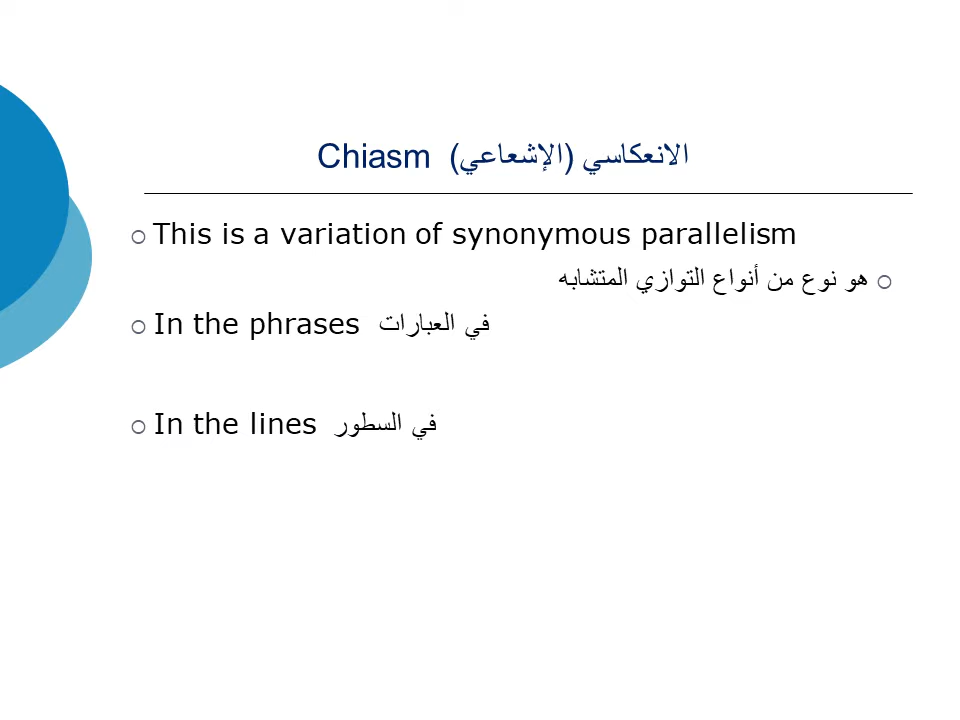 Chiasm (الانعكاسي (الإشعاعي
This is a variation of synonymous parallelism
هو نوع من أنواع التوازي المتشابه
In the phrases في العبارات
In the lines في السطور